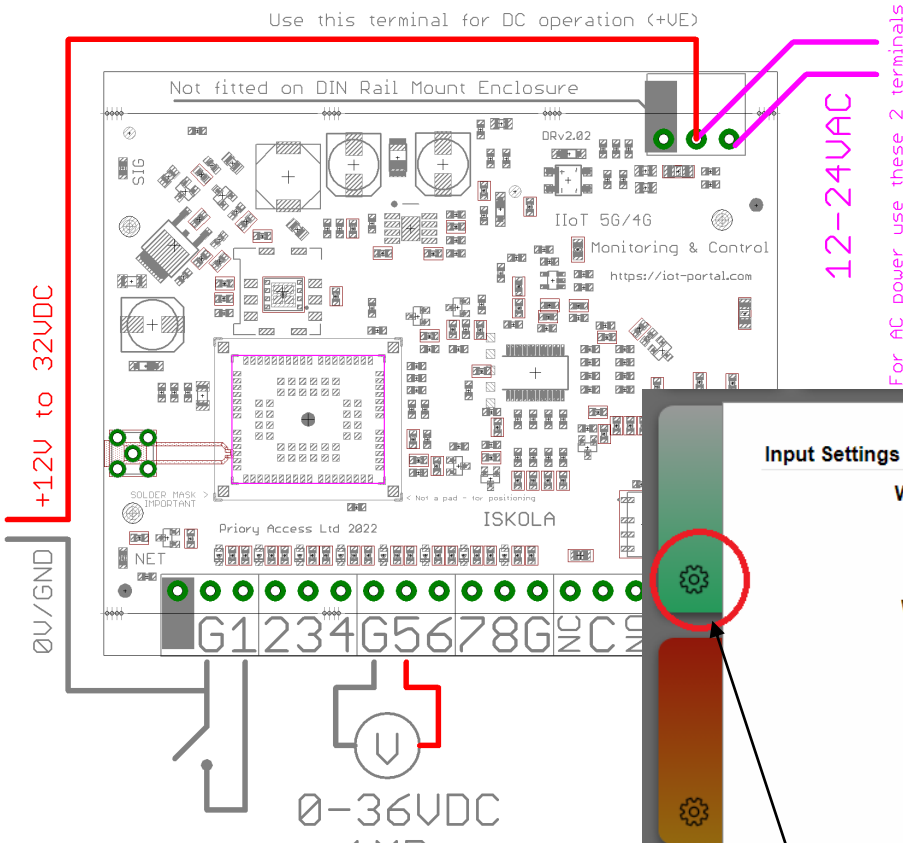 Use this terminal for DC operation (+VE)
Not fitted on DIN Rail Mount Enclosure
DRv2.02
SIG
IIoT 5G/4G
Monitoring & Control
https://iot-portal.com
12-24VAC
For AC power use these 2 terminals
+12V to 32VDC
0V/GND
Input Settings
SOLDER MASK >
IMPORTANT
< Not a pad - for positioning
ISKOLA
Priory Access Ltd 2022
NET
G1234G5678G NC C
V
0-36VDC